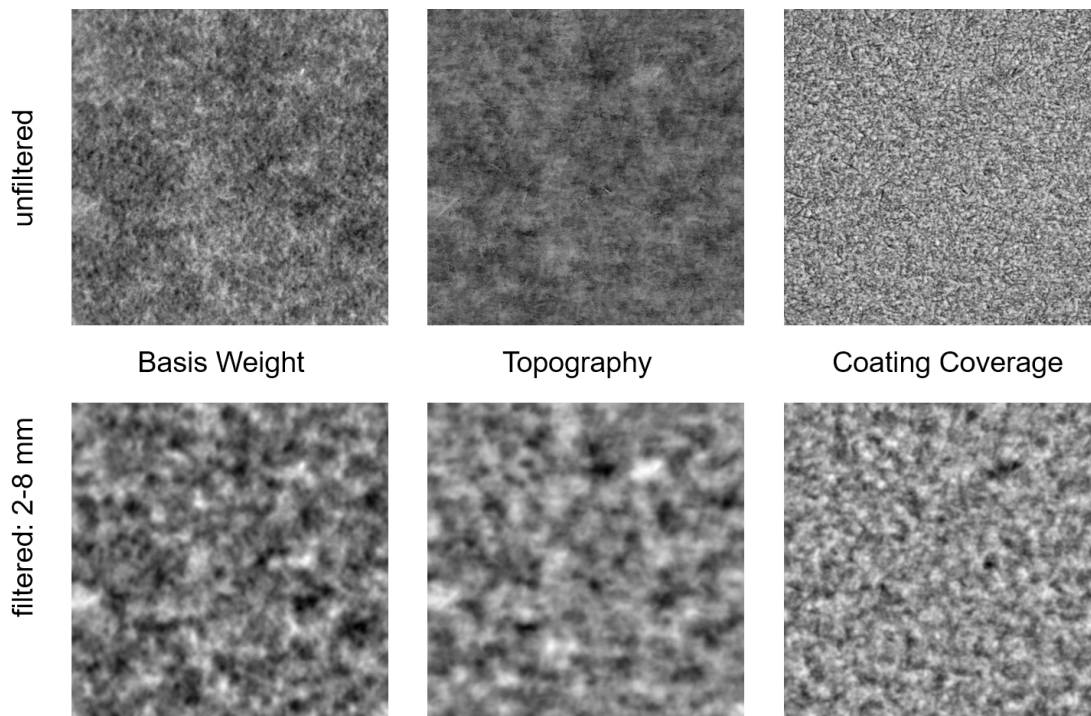 unfiltered
Basis Weight
Topography
Coating Coverage
filtered: 2-8 mm